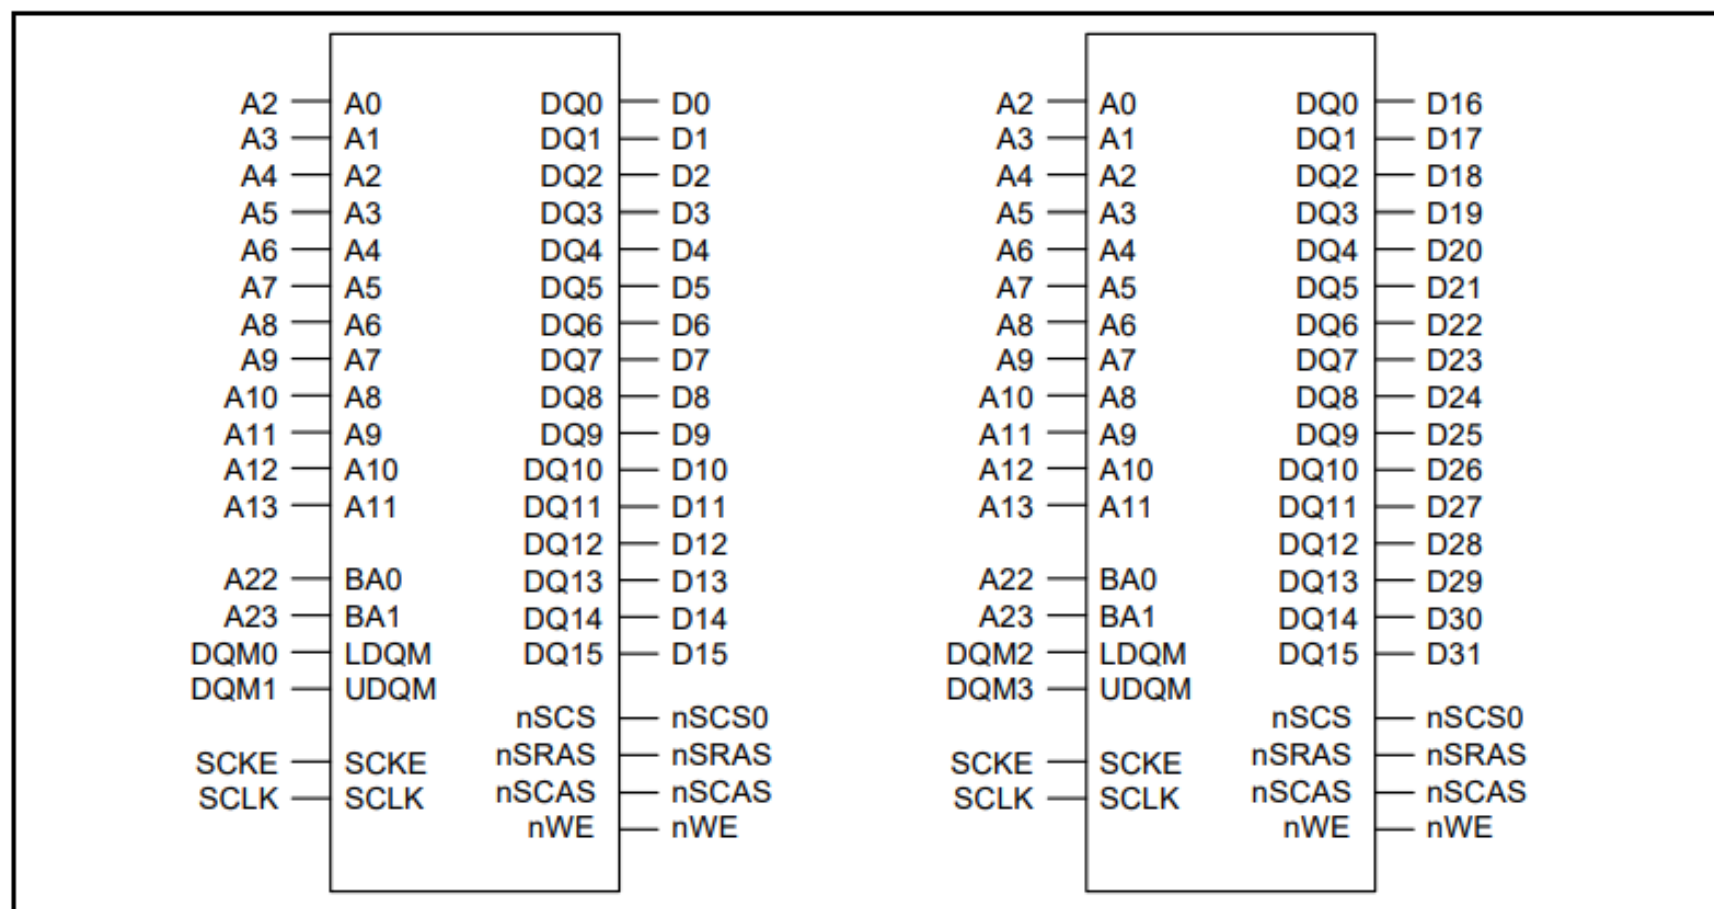 A2 A0 DQ0 D0 A2 A0 DQ0 D16
A3 A1 DQ1 D1 A3 A1 DQ1 D17
A4 A2 DQ2 D2 A4 A2 DQ2 D18
A5 A3 DQ3 D3 A5 A3 DQ3 D19
A6 A4 DQ4 D4 A6 A4 DQ4 D20
A7 A5 DQ5 D5 A7 A5 DQ5 D21
A8 A6 DQ6 D6 A8 A6 DQ6 D22
A9 A7 DQ7 D7 A9 A7 DQ7 D23
A10 A8 DQ8 D8 A10 A8 DQ8 D24
A11 A9 DQ9 D9 A11 A9 DQ9 D25
A12 A10 DQ10 D10 A12 A10 DQ10 D26
A13 A11 DQ11 D11 A13 A11 DQ11 D27
DQ12 D12 DQ12 D28
A22 BA0 DQ13 D13 A22 BA0 DQ13 D29
A23 BA1 DQ14 D14 A23 BA1 DQ14 D30
DQM0 LDQM DQ15 D15 DQM2 LDQM DQ15 D31
DQM1 UDQM DQM3 UDQM
nSCS nSCS0 nSCS nSCS0
SCKE SCKE nSRAS nSRAS SCKE SCKE nSRAS nSRAS
SCLK SCLK nSCAS nSCAS SCLK SCLK nSCAS nSCAS
nWE nWE nWE nWE